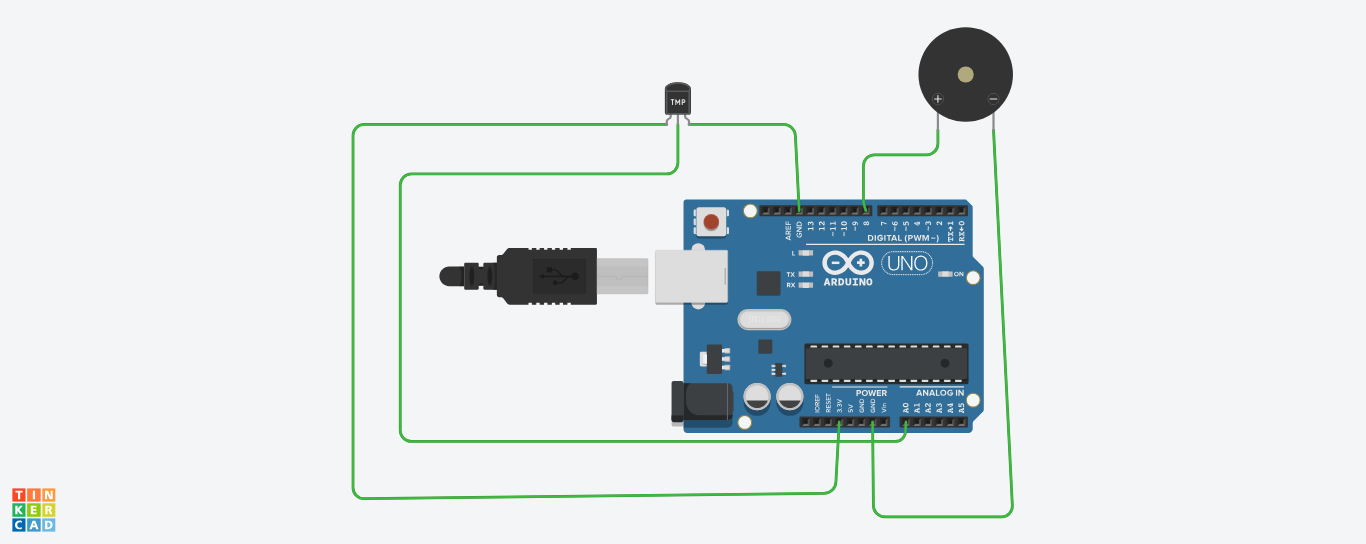 TMP
+
−
AREF
GND
13
12
~11
~10
~9
8
7
~6
~5
4
~3
2
TX→1
RX←0
DIGITAL (PWM~)
L
TX
RX
ARDUINO
UNO
ON
POWER
ANALOG IN
IOREF
RESET
3.3V
5V
GND
GND
Vin
A0
A1
A2
A3
A4
A5
TIN
KER
CAD